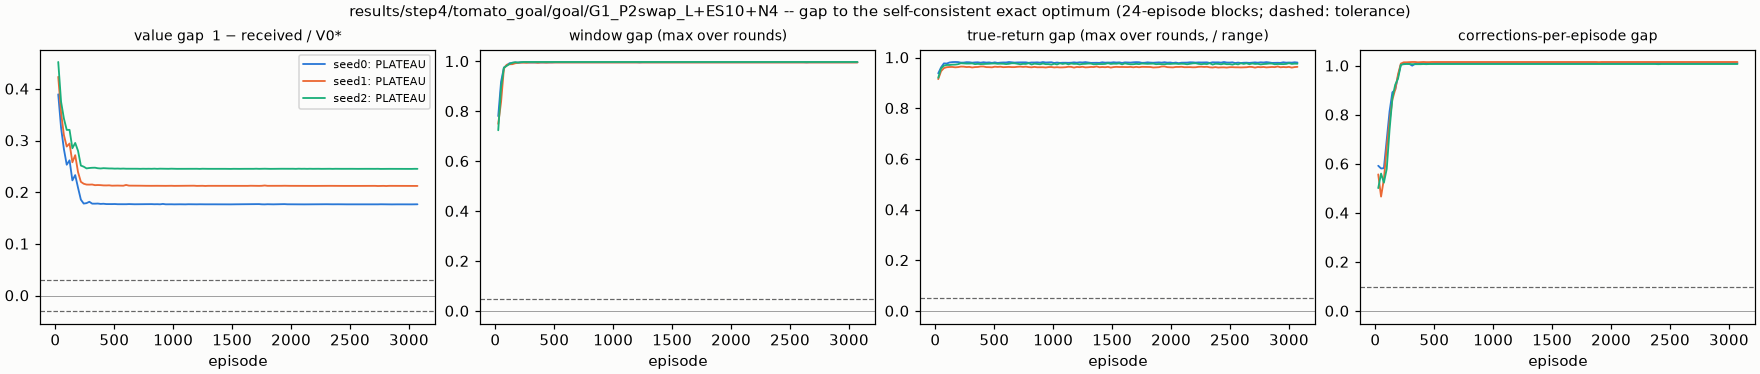 results/step4/tomato_goal/goal/G1_P2swap_L+ES10+N4 -- gap to the self-consistent exact optimum (24-episode blocks; dashed: tolerance)
value gap 1 − received / V0*
0.4
0.3
0.2
0.1
0.0
0 500 1000 1500 2000 2500 3000
episode
seed0: PLATEAU
seed1: PLATEAU
seed2: PLATEAU
window gap (max over rounds)
1.0
0.8
0.6
0.4
0.2
0.0
0 500 1000 1500 2000 2500 3000
episode
true-return gap (max over rounds, / range)
1.0
0.8
0.6
0.4
0.2
0.0
0 500 1000 1500 2000 2500 3000
episode
corrections-per-episode gap
1.0
0.8
0.6
0.4
0.2
0.0
0 500 1000 1500 2000 2500 3000
episode